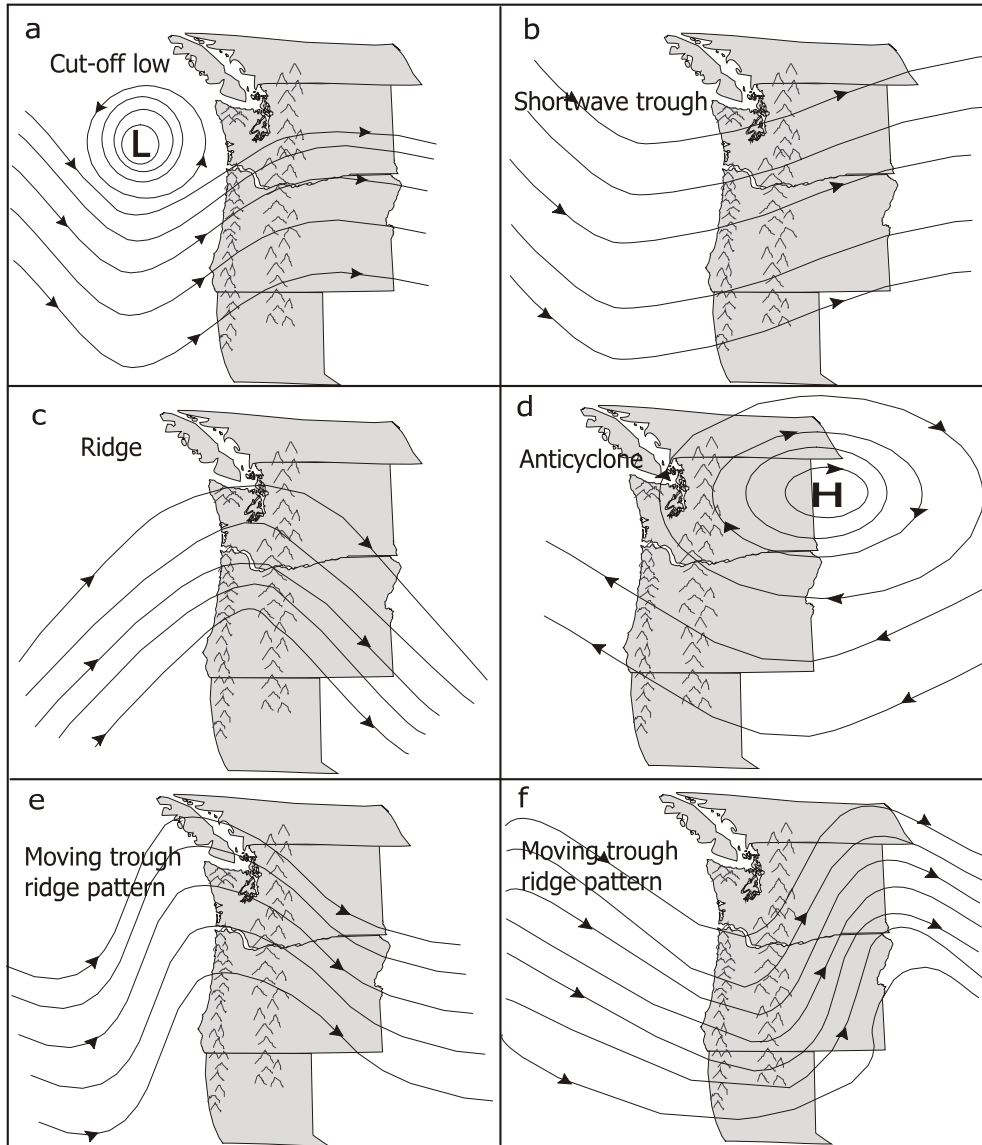 a
Cut-off low
L
b
Shortwave trough
c
Ridge
d
Anticyclone
H
e
Moving trough
ridge pattern
f
Moving trough
ridge pattern